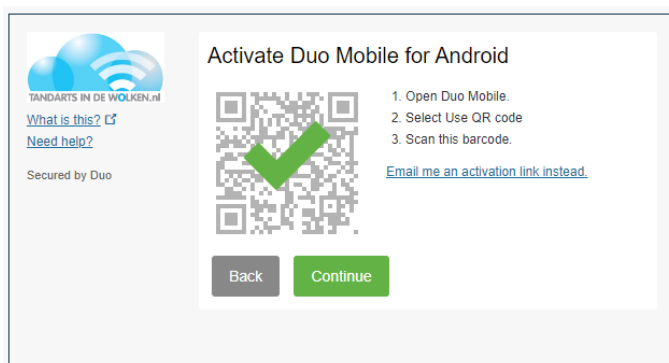 TANDARTS IN DE WOLKEN.nl
What is this?
Need help?
Secured by Duo
Activate Duo Mobile for Android
1. Open Duo Mobile.
2. Select Use QR code
3. Scan this barcode.
Email me an activation link instead.
Back
Continue